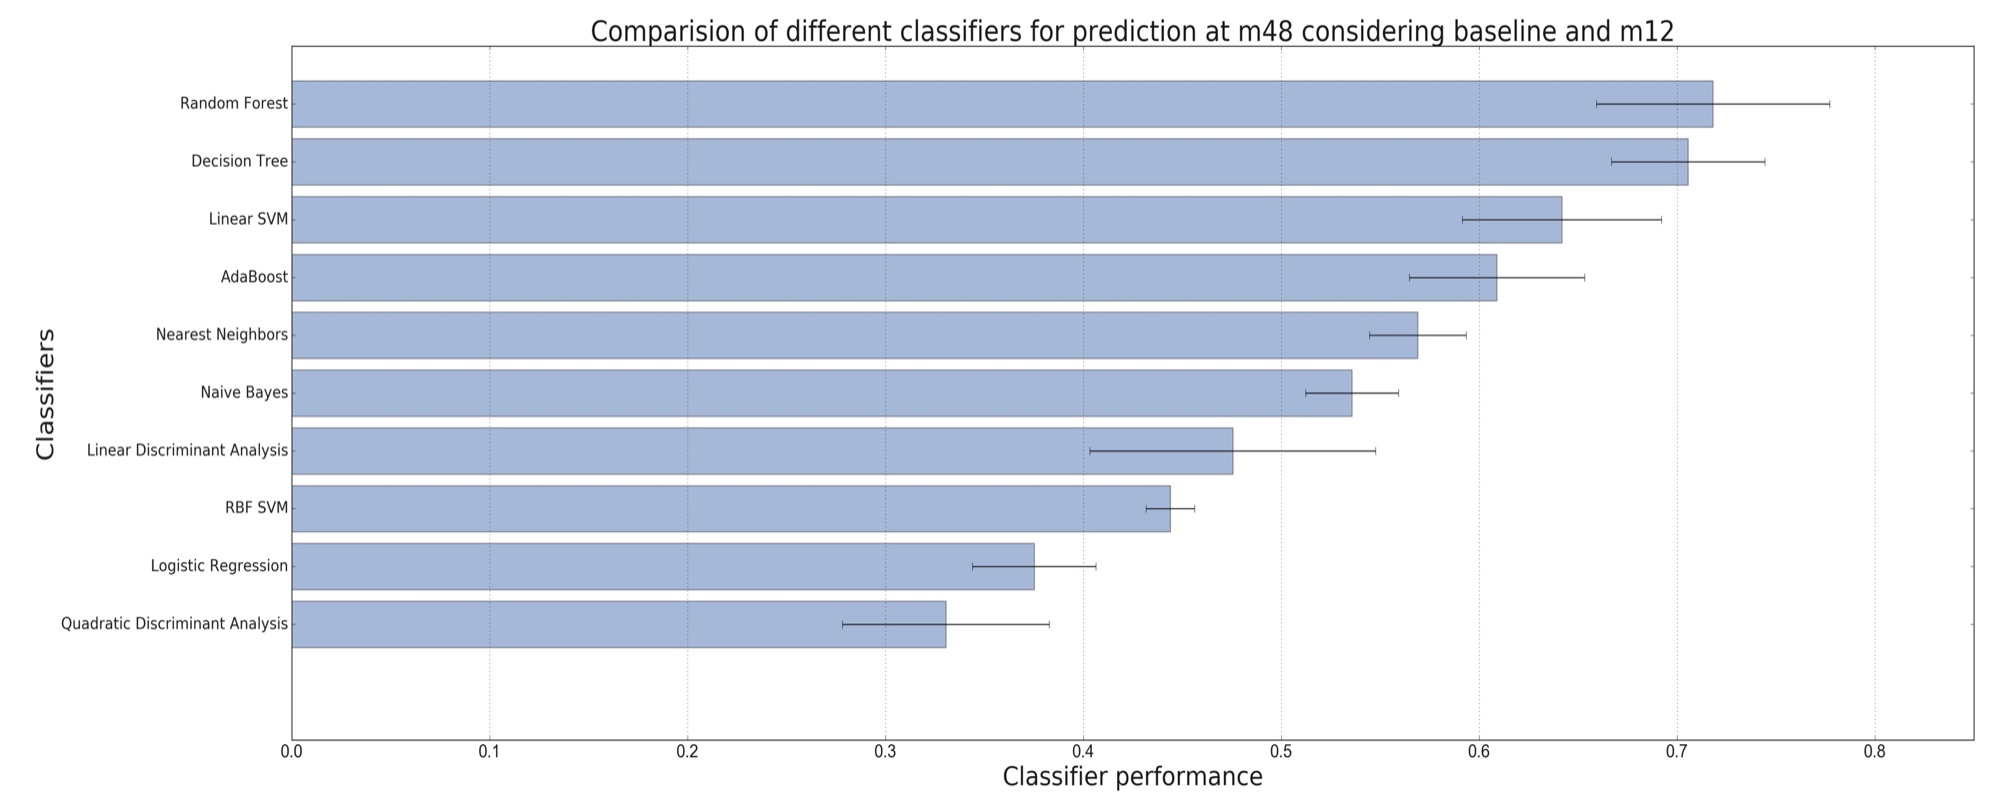 Comparision of different classifiers for prediction at m48 considering baseline and m12
Random Forest
Decision Tree
Linear SVM
AdaBoost
Nearest Neighbors
Naive Bayes
Linear Discriminant Analysis
RBF SVM
Logistic Regression
Quadratic Discriminant Analysis
Classifiers
0.0 0.1 0.2 0.3 0.4 0.5 0.6 0.7 0.8
Classifier performance